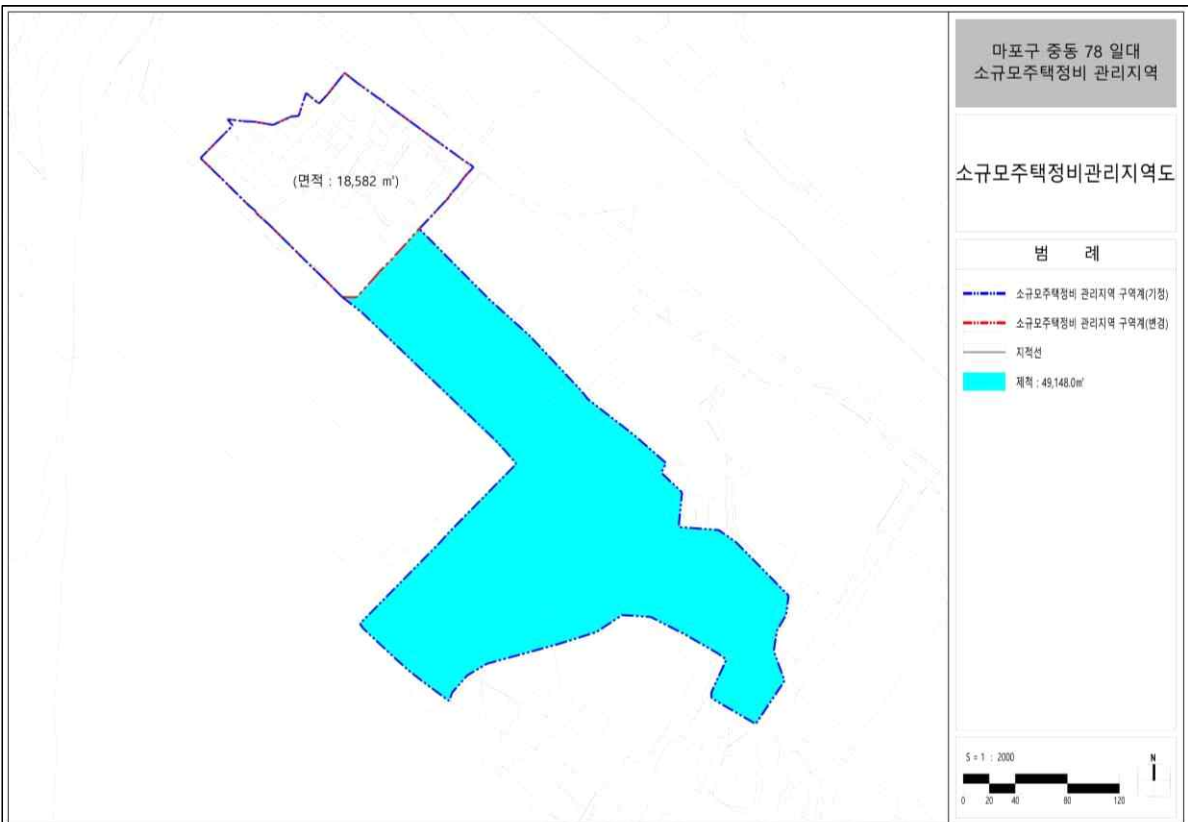 마포구 중동 78 일대
소규모주택정비 관리지역
소규모주택정비관리지역도
범 례
소규모주택정비 관리지역 구역계(기정)
소규모주택정비 관리지역 구역계(변경)
지적선
제척 : 49,148.0㎡
(면적 : 18,582 ㎡)
S = 1 : 2000
N
0 20 40 80 120